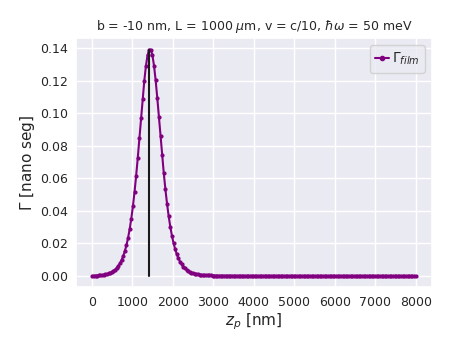 b = -10 nm, L = 1000 μm, v = c/10, ℏω = 50 meV
Γ_film
0.14
0.12
0.10
0.08
0.06
0.04
0.02
0.00
Γ [nano seg]
0 1000 2000 3000 4000 5000 6000 7000 8000
z_p [nm]